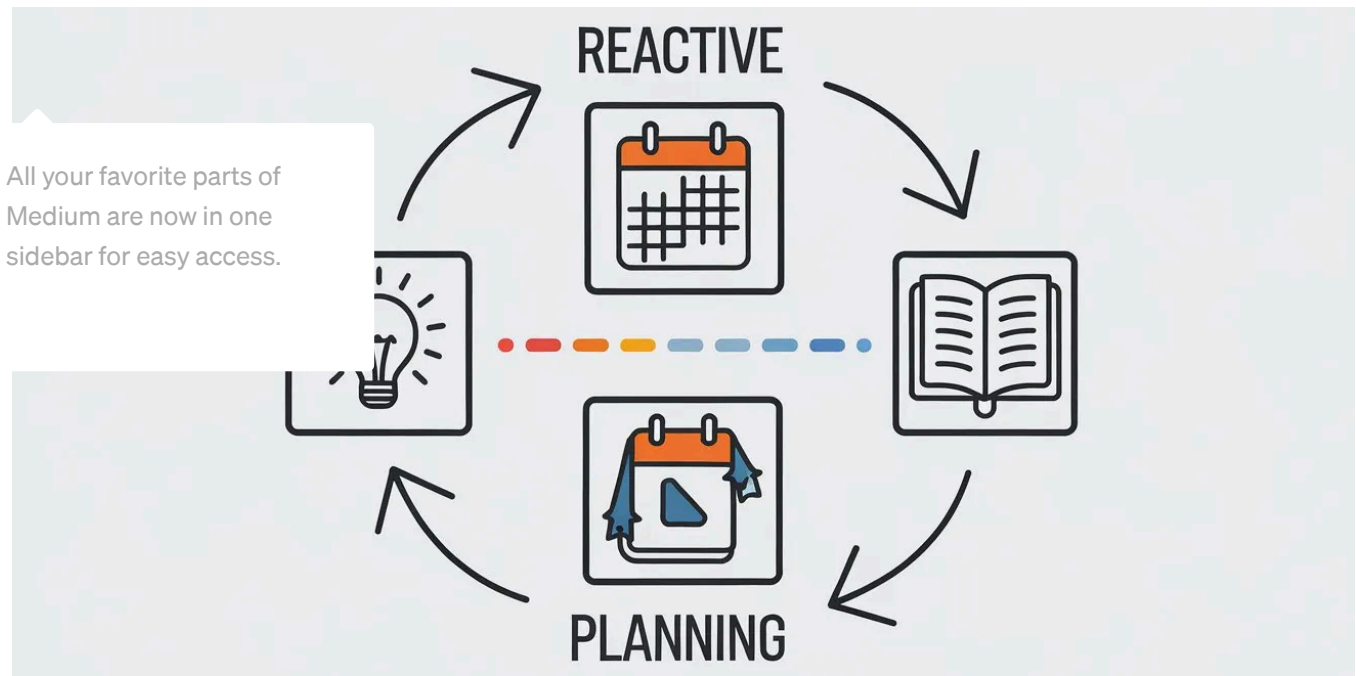 REACTIVE
All your favorite parts of
Medium are now in one
sidebar for easy access.
PLANNING